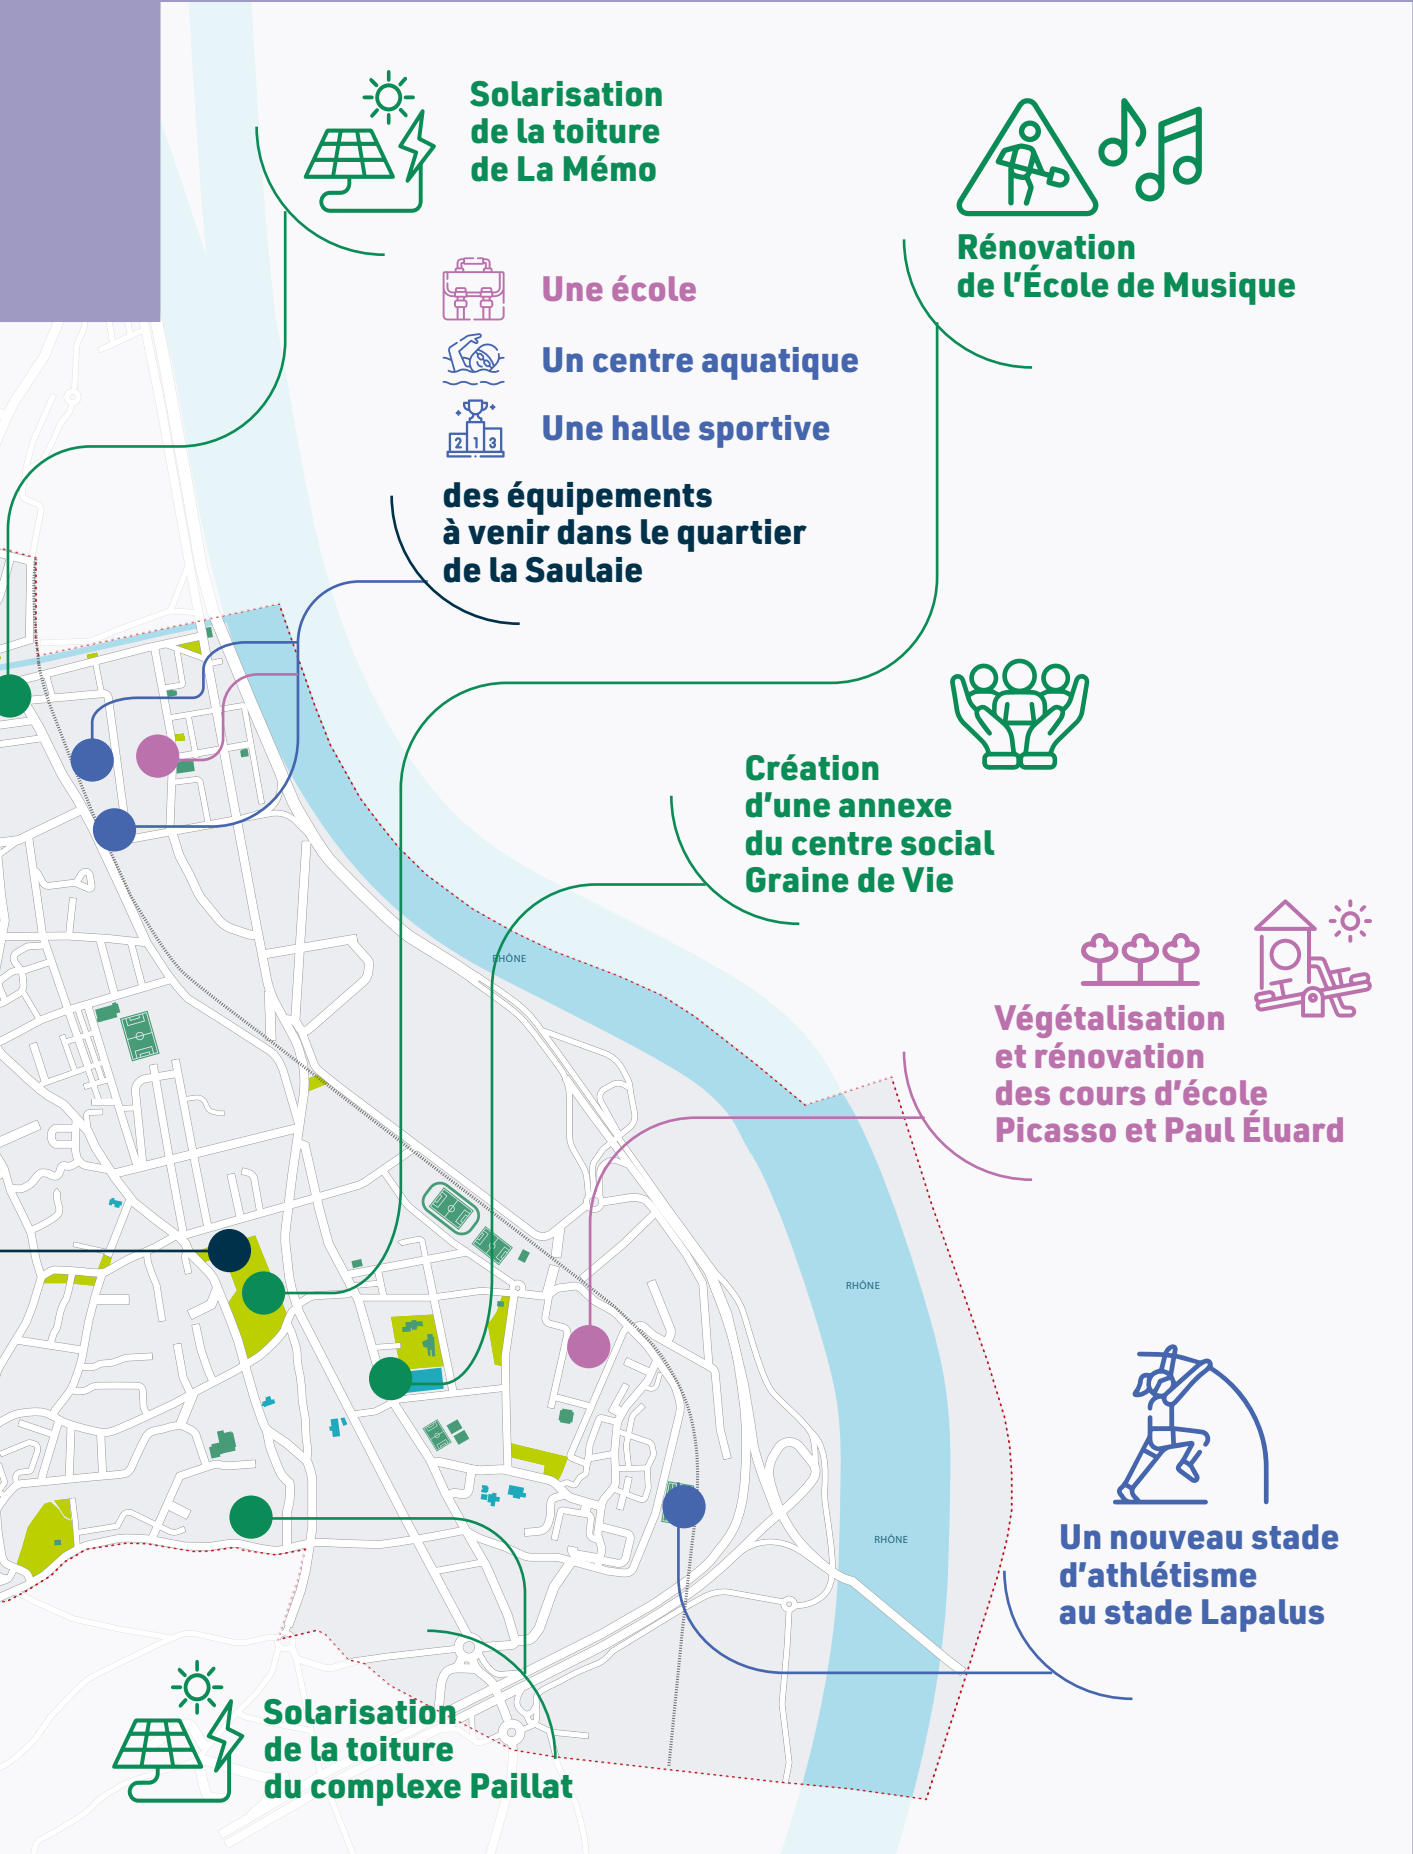 Solarisation
de la toiture
de La Mémo
Rénovation
de l’École de Musique
Une école
Un centre aquatique
Une halle sportive
2 1 3
des équipements
à venir dans le quartier
de la Saulaie
Création
d’une annexe
du centre social
Graine de Vie
RHÔNE
Végétalisation
et rénovation
des cours d’école
Picasso et Paul Éluard
RHÔNE
RHÔNE
Un nouveau stade
d’athlétisme
au stade Lapalus
Solarisation
de la toiture
du complexe Paillat